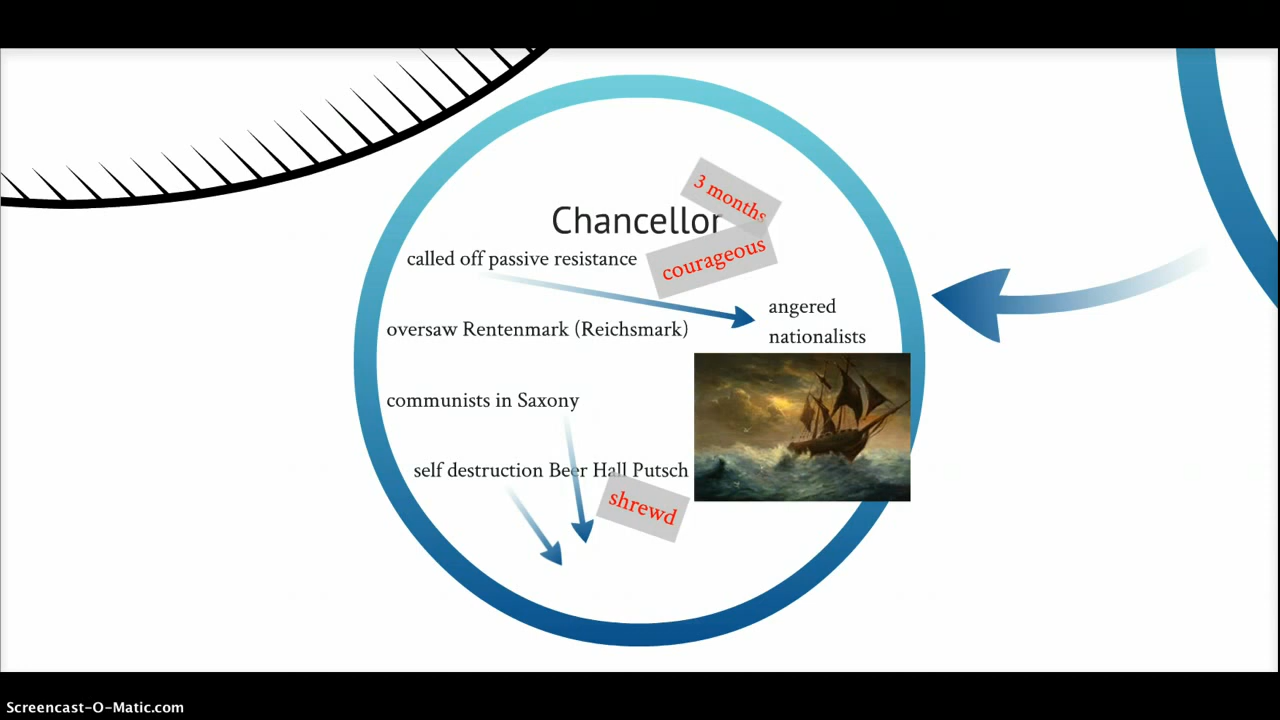 3 months
Chancellor
called off passive resistance
courageous
angered
nationalists
oversaw Rentenmark (Reichsmark)
communists in Saxony
self destruction Beer Hall Putsch
shrewd
Screencast-O-Matic.com